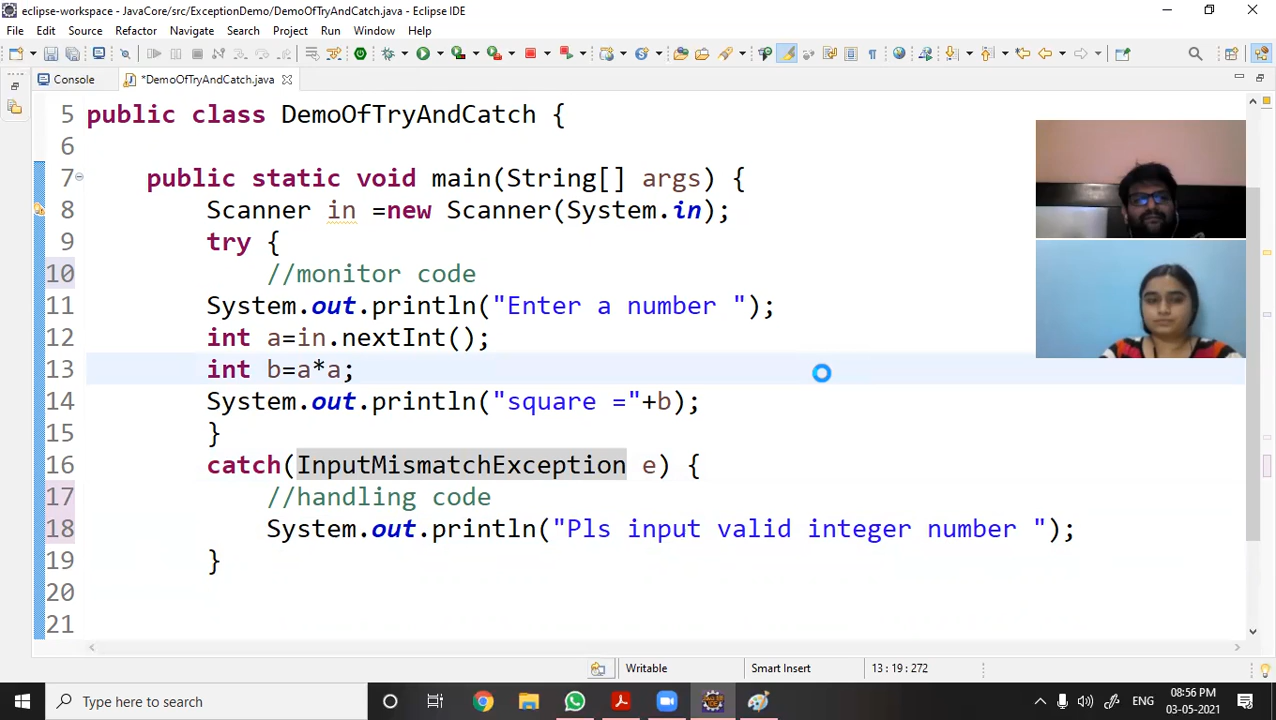 eclipse-workspace - JavaCore/src/ExceptionDemo/DemoOfTryAndCatch.java - Eclipse IDE
File Edit Source Refactor Navigate Search Project Run Window Help
Console *DemoOfTryAndCatch.java
5 public class DemoOfTryAndCatch {
6
7 public static void main(String[] args) {
8 Scanner in =new Scanner(System.in);
9 try {
10 //monitor code
11 System.out.println("Enter a number ");
12 int a=in.nextInt();
13 int b=a*a;
14 System.out.println("square ="+b);
15 }
16 catch(InputMismatchException e) {
17 //handling code
18 System.out.println("Pls input valid integer number ");
19 }
20
21
Writable Smart Insert 13 : 19 : 272
Type here to search ENG 08:56 PM
03-05-2021